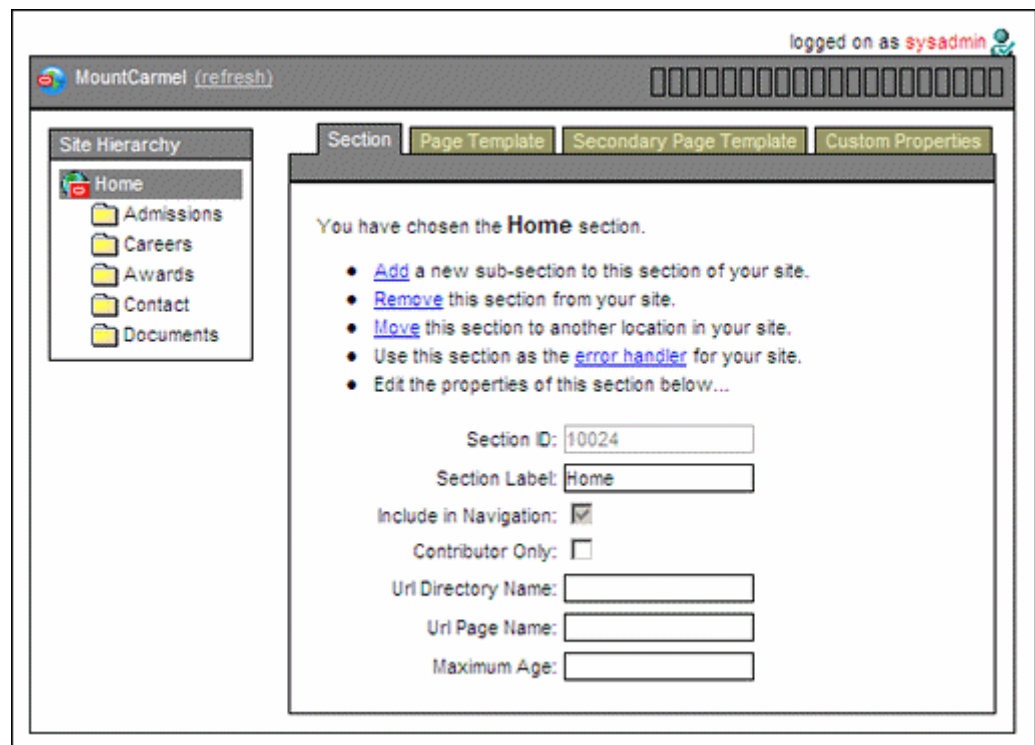 logged on as sysadmin
MountCarmel (refresh)
Site Hierarchy
Home
Admissions
Careers
Awards
Contact
Documents
Section Page Template Secondary Page Template Custom Properties
You have chosen the Home section.
Add a new sub-section to this section of your site.
Remove this section from your site.
Move this section to another location in your site.
Use this section as the error handler for your site.
Edit the properties of this section below...
Section ID: 10024
Section Label: Home
Include in Navigation:
Contributor Only:
Url Directory Name:
Url Page Name:
Maximum Age: